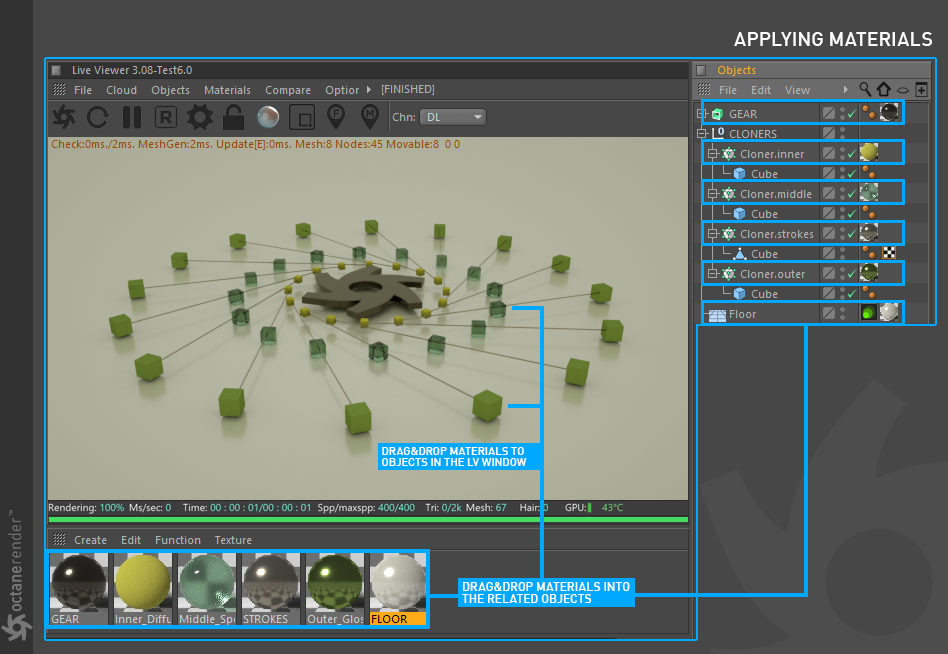 APPLYING MATERIALS
Live Viewer 3.08-Test6.0
File Cloud Objects Materials Compare Optior [FINISHED]
R F M Chn: DL
Check:0ms./2ms. MeshGen:2ms. Update[E]:0ms. Mesh:8 Nodes:45 Movable:8 0 0
DRAG&DROP MATERIALS TO
OBJECTS IN THE LV WINDOW
Rendering: 100% Ms/sec: 0 Time: 00 : 00 : 01/00 : 00 : 01 Spp/maxspp: 400/400 Tri: 0/2k Mesh: 67 Hair: 0 GPU: 43°C
Create Edit Function Texture
GEAR Inner_Diffu Middle_Spe STROKES Outer_Glos FLOOR
DRAG&DROP MATERIALS INTO
THE RELATED OBJECTS
Objects
File Edit View
GEAR
CLONERS
Cloner.inner
Cube
Cloner.middle
Cube
Cloner.strokes
Cube
Cloner.outer
Cube
Floor
octanerender™